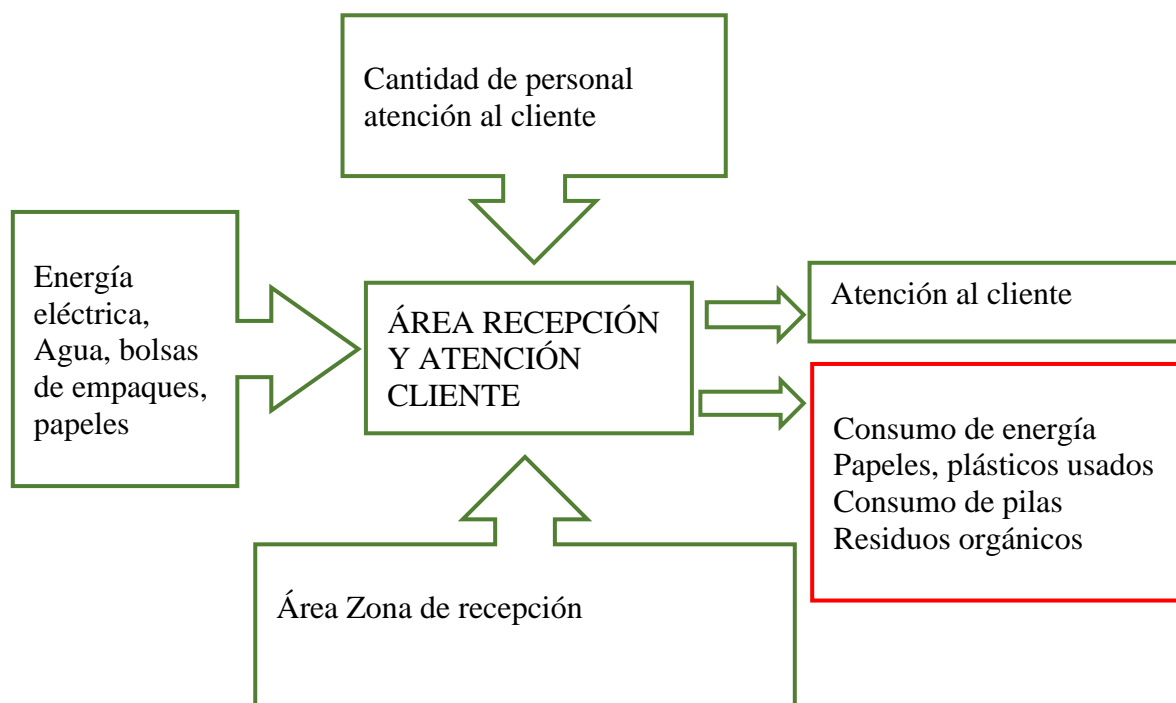 Cantidad de personal
atención al cliente
Energía
eléctrica,
Agua, bolsas
de empaques,
papeles
ÁREA RECEPCIÓN
Y ATENCIÓN
CLIENTE
Atención al cliente
Consumo de energía
Papeles, plásticos usados
Consumo de pilas
Residuos orgánicos
Área Zona de recepción